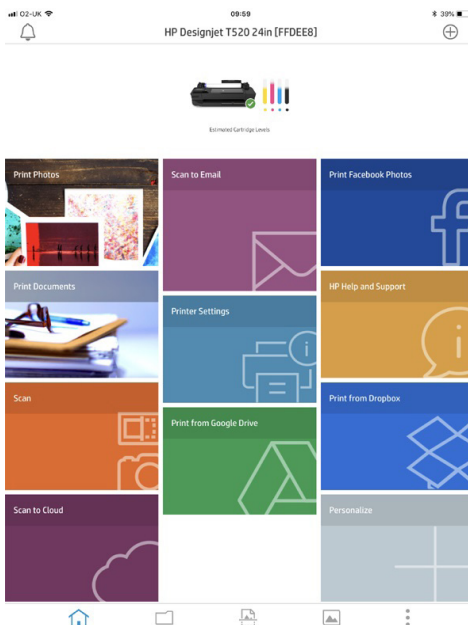 O2-UK
09:59
39%
HP Designjet T520 24in [FFDEE8]
Estimated Cartridge Levels
Print Photos
Scan to Email
Print Facebook Photos
Print Documents
Printer Settings
HP Help and Support
Scan
Print from Google Drive
Print from Dropbox
Scan to Cloud
Personalize